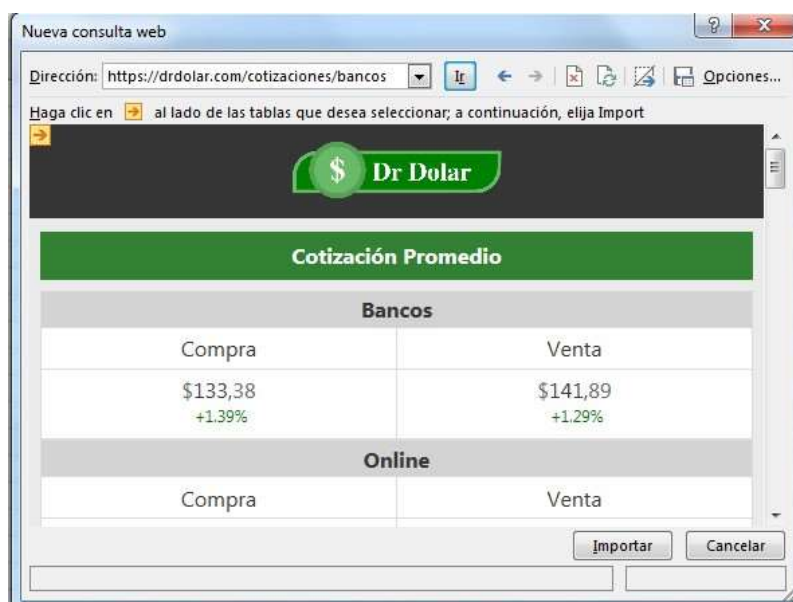 Nueva consulta web
Dirección: https://drdolar.com/cotizaciones/bancos Ir Opciones...
Haga clic en al lado de las tablas que desea seleccionar; a continuación, elija Import
$ Dr Dolar
Cotización Promedio
Bancos
Compra Venta
$133,38 $141,89
+1.39% +1.29%
Online
Compra Venta
Importar Cancelar